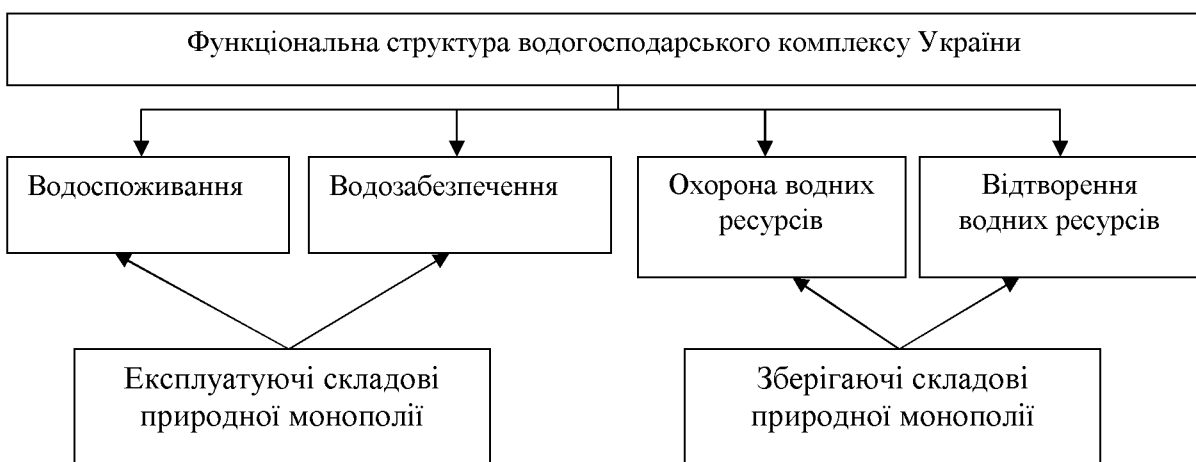 Функціональна структура водогосподарського комплексу України
Водоспоживання
Водозабезпечення
Охорона водних
ресурсів
Відтворення
водних ресурсів
Експлуатуючі складові
природної монополії
Зберігаючі складові
природної монополії